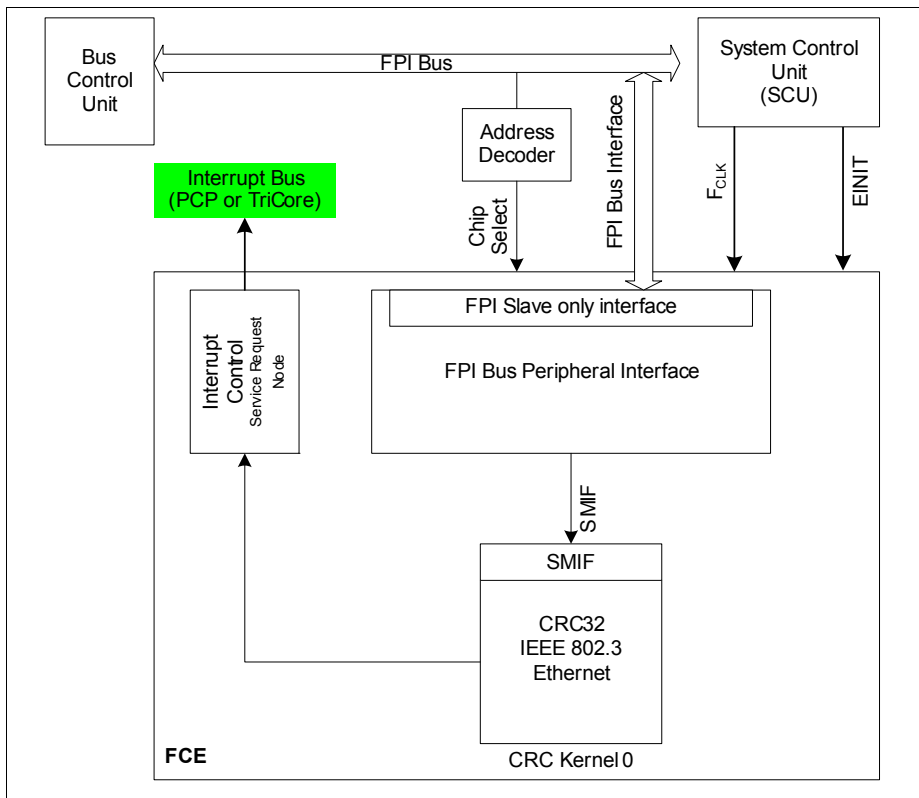 Bus
Control
Unit
FPI Bus
System Control
Unit
(SCU)
Address
Decoder
Interrupt Bus
(PCP or TriCore)
Chip
Select
FPI Bus Interface
FCLK
EINIT
Interrupt
Control
Service Request
Node
FPI Slave only interface
FPI Bus Peripheral Interface
SMIF
SMIF
CRC32
IEEE 802.3
Ethernet
FCE
CRC Kernel 0